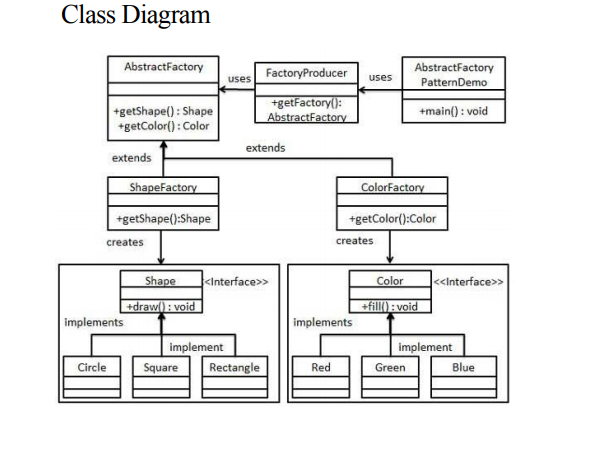 Class Diagram
AbstractFactory
+getShape() : Shape
+getColor() : Color
uses
FactoryProducer
+getFactory():
AbstractFactory
uses
AbstractFactory
PatternDemo
+main() : void
extends
extends
ShapeFactory
+getShape():Shape
ColorFactory
+getColor():Color
creates
creates
Shape
<<Interface>>
+draw() : void
implements
implement
Circle
Square
Rectangle
Color
<<Interface>>
+fill() : void
implements
implement
Red
Green
Blue